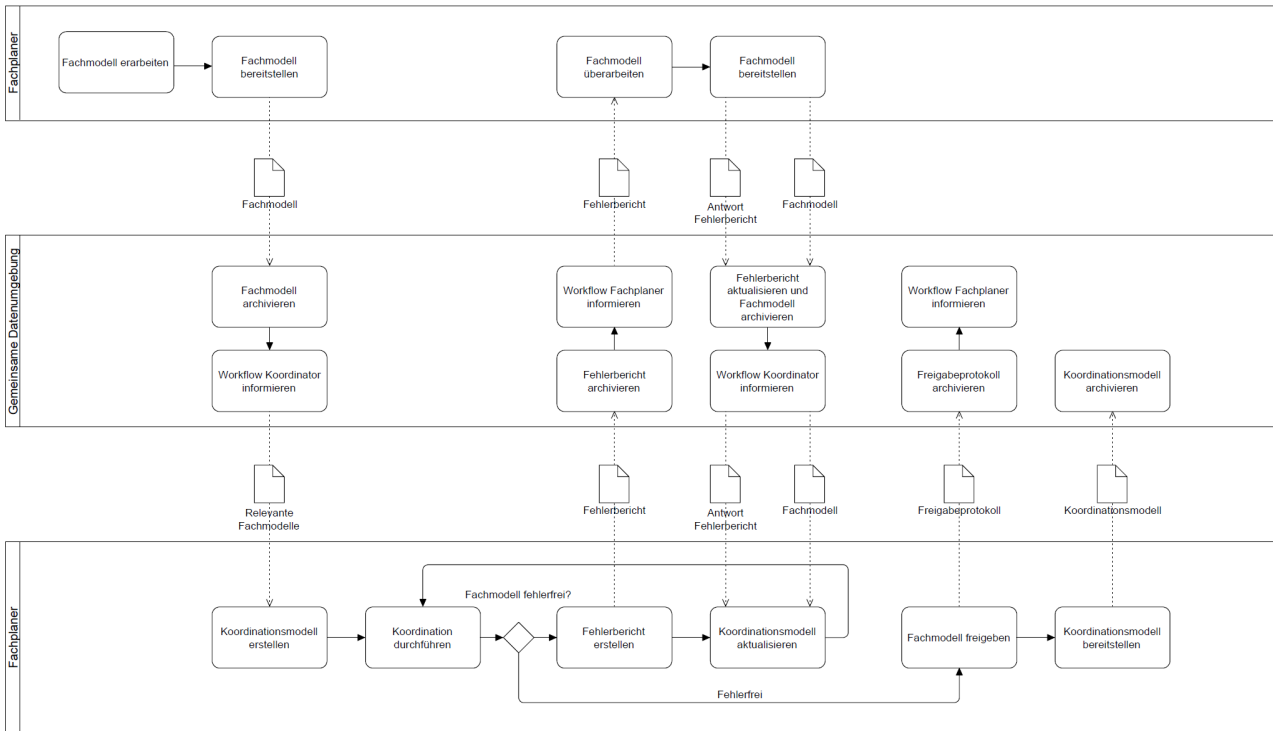 Fachplaner
Fachmodell erarbeiten
Fachmodell
bereitstellen
Fachmodell
überarbeiten
Fachmodell
bereitstellen
Fachmodell
Fehlerbericht
Antwort
Fehlerbericht
Fachmodell
Gemeinsame Datenumgebung
Fachmodell
archivieren
Workflow Fachplaner
informieren
Fehlerbericht
aktualisieren und
Fachmodell
archivieren
Workflow Fachplaner
informieren
Workflow Koordinator
informieren
Fehlerbericht
archivieren
Workflow Koordinator
informieren
Freigabeprotokoll
archivieren
Koordinationsmodell
archivieren
Relevante
Fachmodelle
Fehlerbericht
Antwort
Fehlerbericht
Fachmodell
Freigabeprotokoll
Koordinationsmodell
Fachplaner
Fachmodell fehlerfrei?
Koordinationsmodell
erstellen
Koordination
durchführen
Fehlerbericht
erstellen
Koordinationsmodell
aktualisieren
Fachmodell freigeben
Koordinationsmodell
bereitstellen
Fehlerfrei